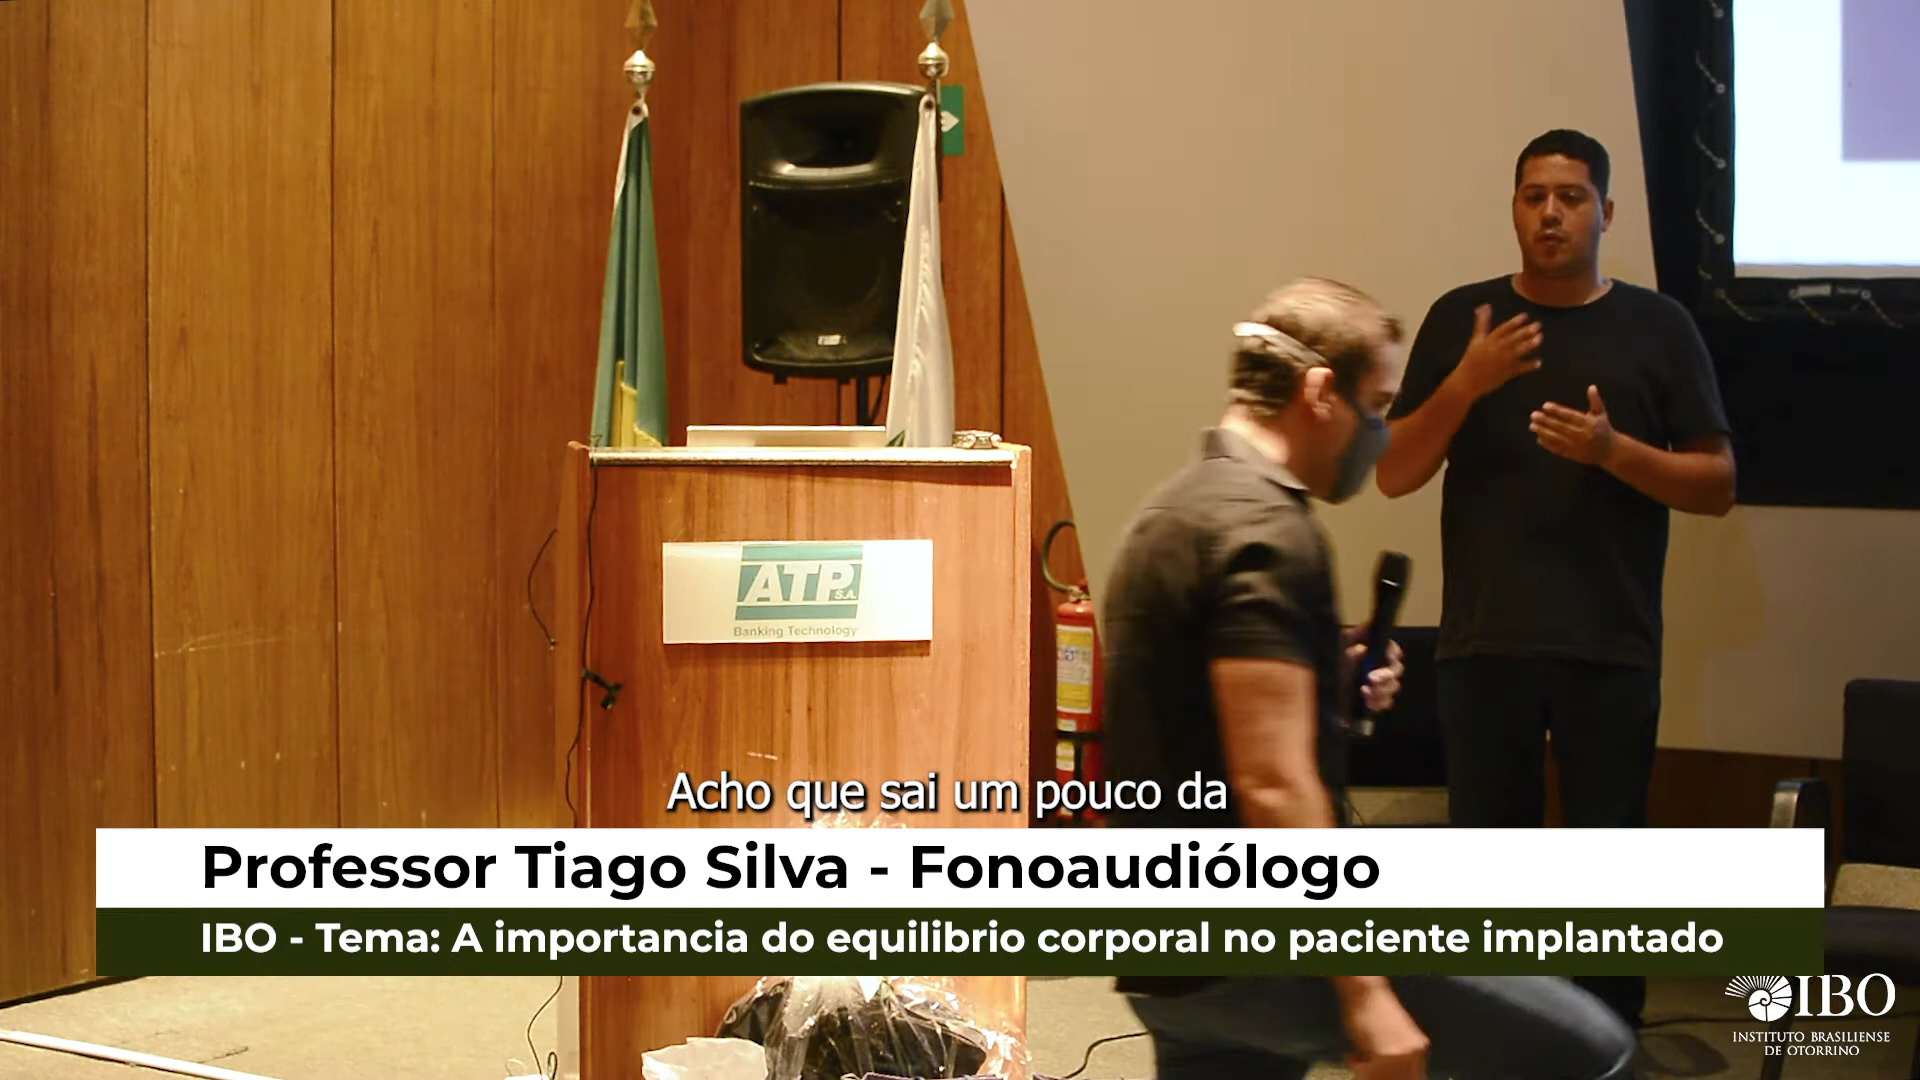 ATP
S.A.
Banking Technology
Acho que sai um pouco da
Professor Tiago Silva - Fonoaudiólogo
IBO - Tema: A importancia do equilibrio corporal no paciente implantado
IBO
INSTITUTO BRASILIENSE
DE OTORRINO